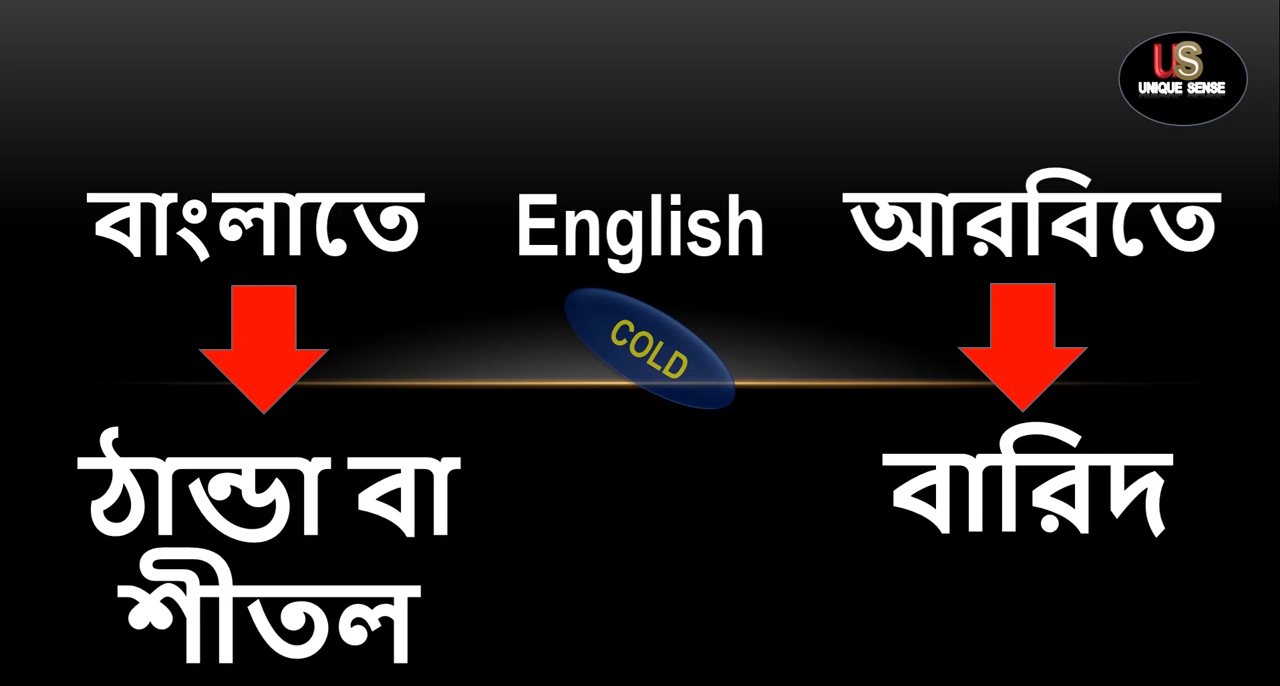 US
UNIQUE SENSE
বাংলাতে English আরবিতে
COLD
ঠান্ডা বা
শীতল
বারিদ